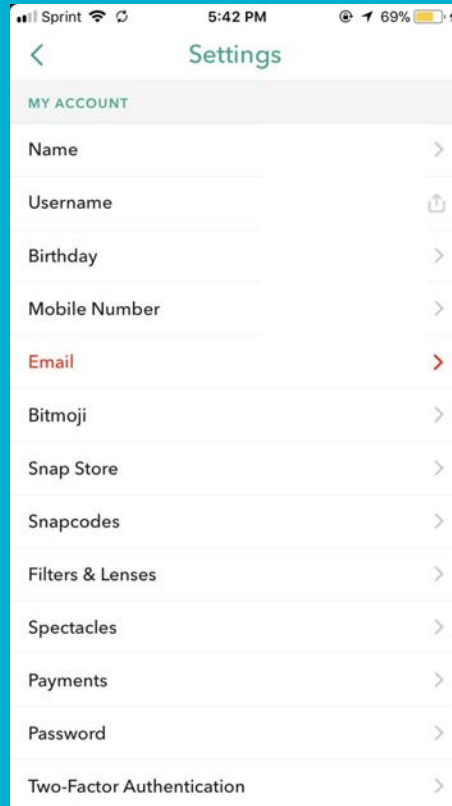 Sprint 5:42 PM 69%
Settings
MY ACCOUNT
Name
Username
Birthday
Mobile Number
Email
Bitmoji
Snap Store
Snapcodes
Filters & Lenses
Spectacles
Payments
Password
Two-Factor Authentication